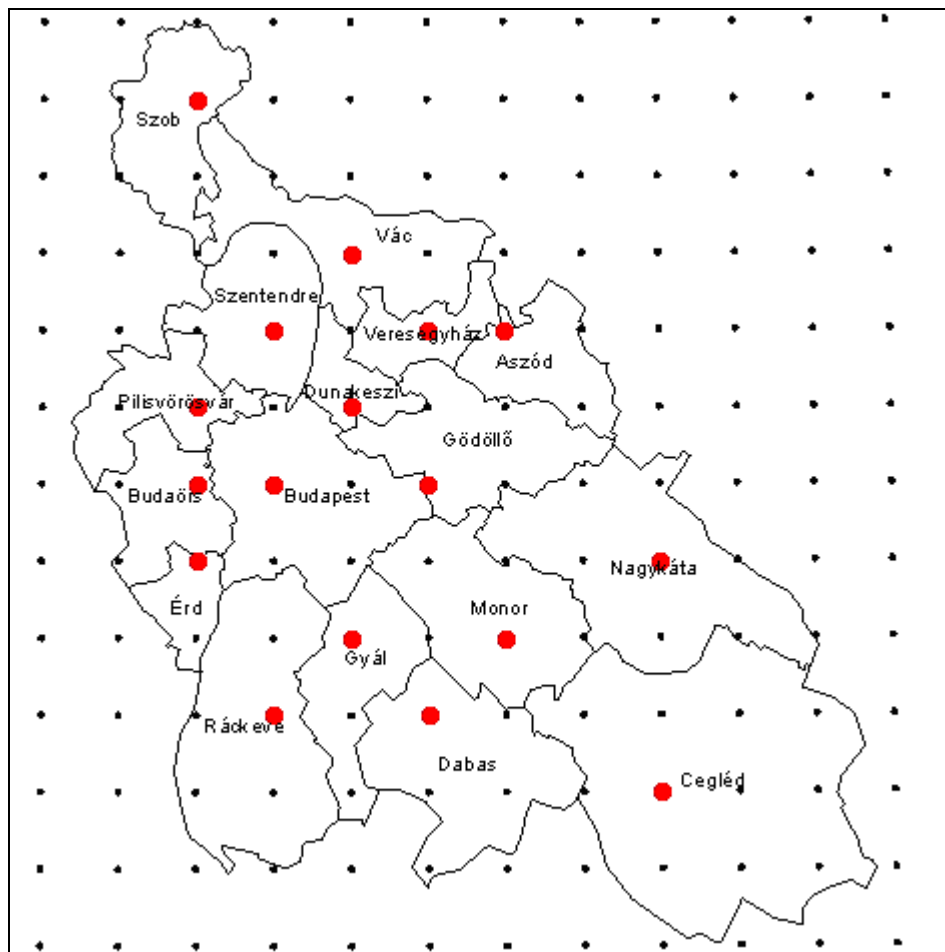 Szob
Vác
Szentendre
Veresegyház
Aszód
Dunakeszi
Pilisvörösvár
Gödöllő
Budaörs
Budapest
Nagykáta
Érd
Monor
Gyál
Ráckeve
Dabas
Cegléd